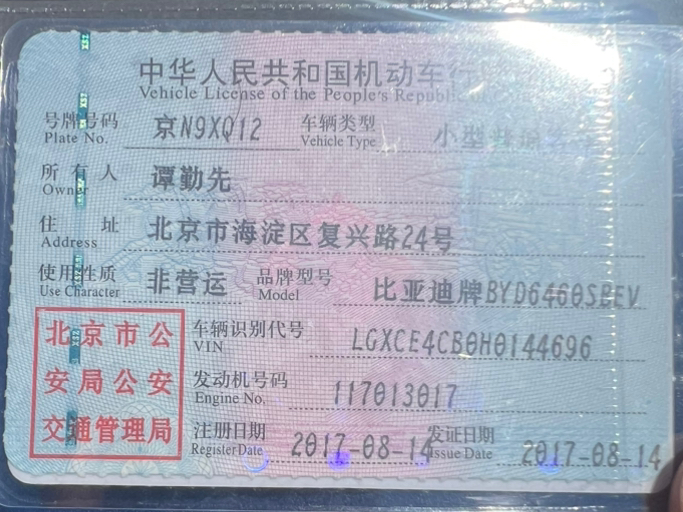 中华人民共和国机动车行
Vehicle License of the People's Republic of
号牌号码 京N9XQ12 车辆类型 小型
Plate No. Vehicle Type
所有人 谭勤先
Owner
住址 北京市海淀区复兴路24号
Address
使用性质 非营运 品牌型号 比亚迪牌BYD6460SBEV
Use Character Model
北京市公
安局公安
交通管理局
车辆识别代号 LGXCE4CB0H0144696
VIN
发动机号码 117013017
Engine No.
注册日期 2017-08-14 发证日期 2017-08-14
Register Date Issue Date